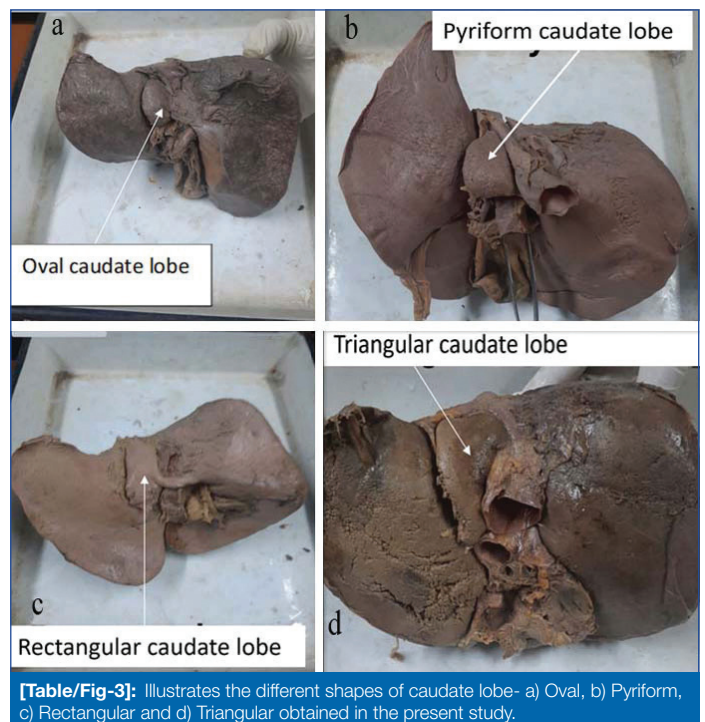 a
Oval caudate lobe
b
Pyriform caudate lobe
c
Rectangular caudate lobe
Triangular caudate lobe
d
[Table/Fig-3]: Illustrates the different shapes of caudate lobe- a) Oval, b) Pyriform,
c) Rectangular and d) Triangular obtained in the present study.